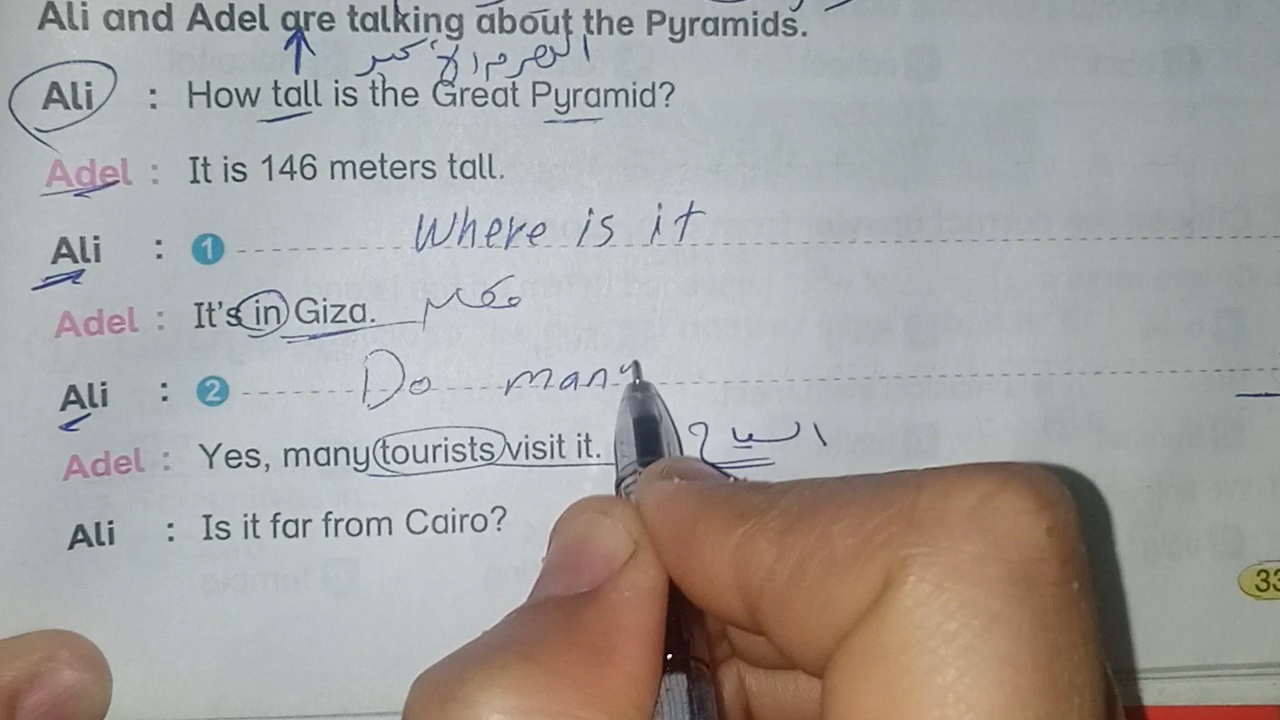 Ali and Adel are talking about the Pyramids.
الهرم الأكبر
Ali : How tall is the Great Pyramid?
Adel : It is 146 meters tall.
Ali : 1 Where is it
Adel : It's in Giza.
Ali : 2 Do many
Adel : Yes, many tourists visit it. السياح
Ali : Is it far from Cairo?
33